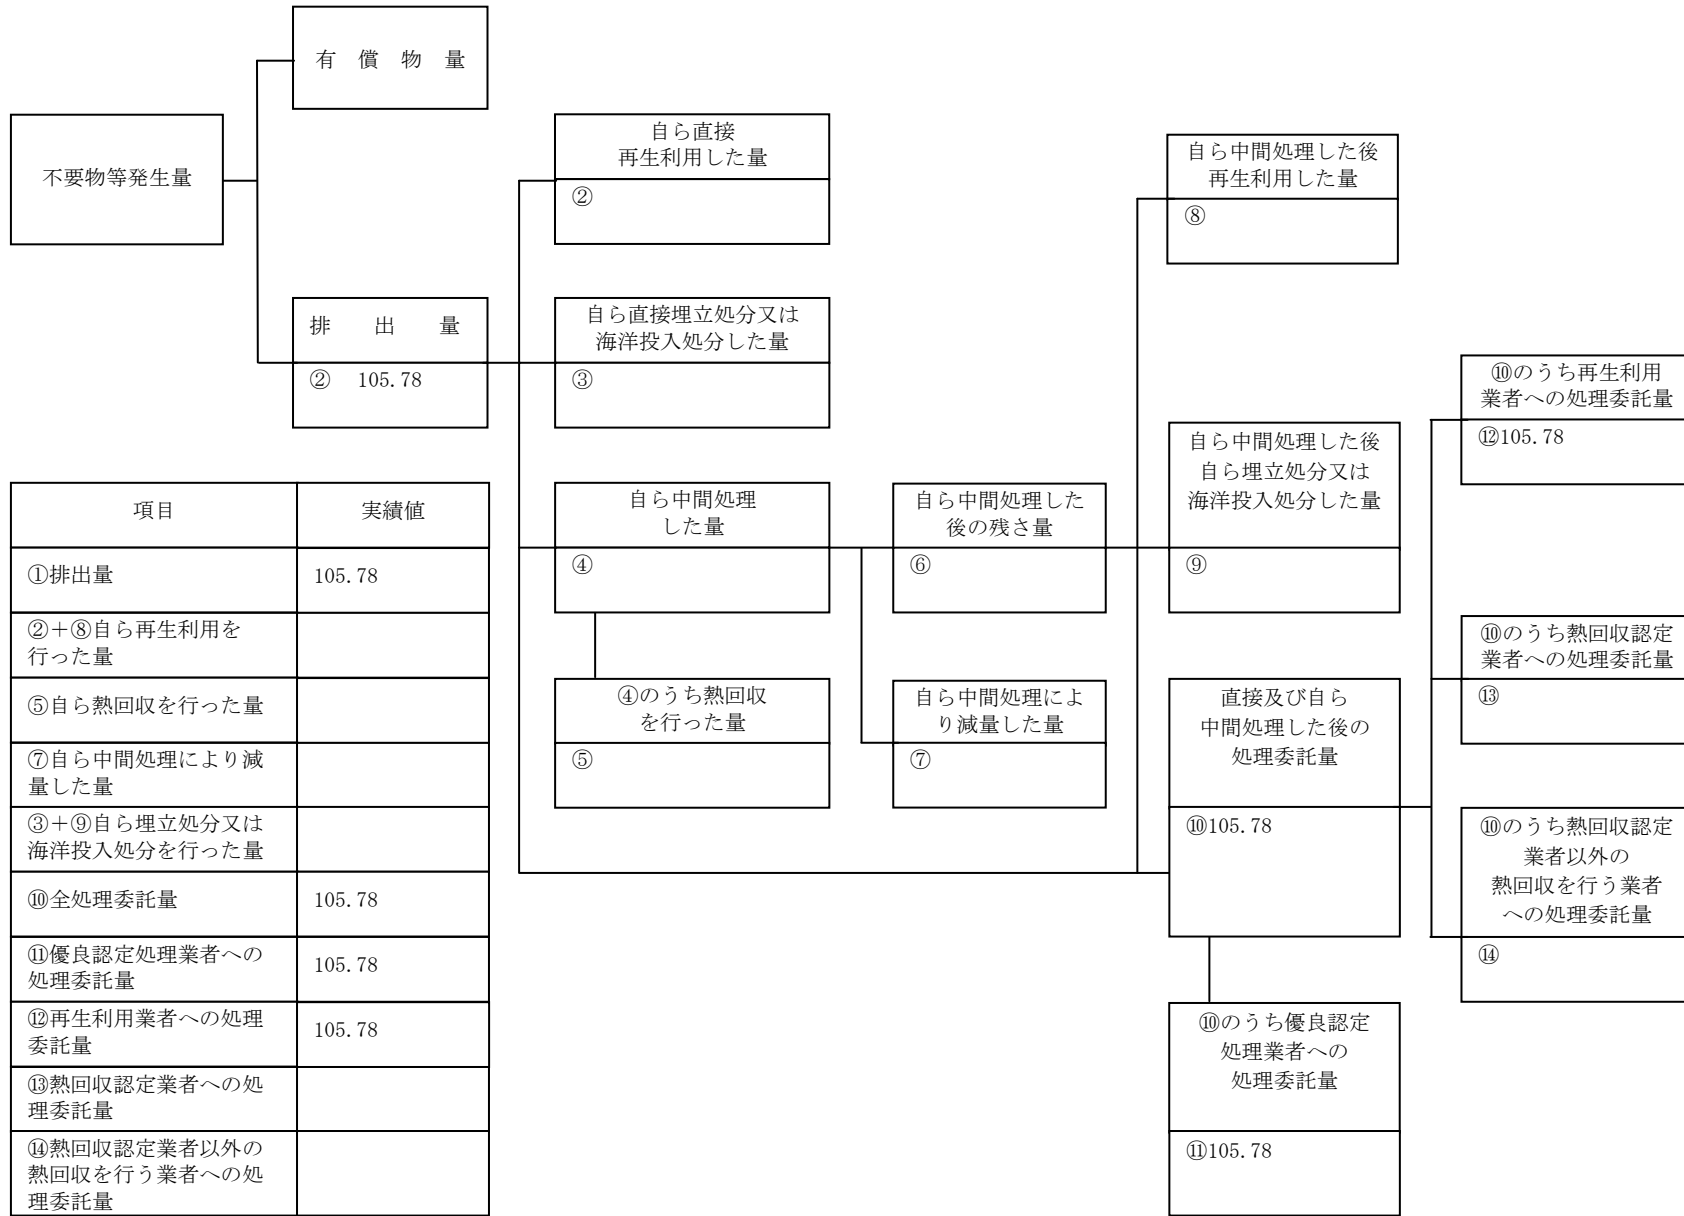 有 償 物 量
不要物等発生量
自ら直接
再生利用した量
②
自ら中間処理した後
再生利用した量
⑧
排 出 量
② 105.78
自ら直接埋立処分又は
海洋投入処分した量
③
⑩のうち再生利用
業者への処理委託量
⑫105.78
自ら中間処理した後
自ら埋立処分又は
海洋投入処分した量
⑨
自ら中間処理
した量
④
自ら中間処理した
後の残さ量
⑥
⑩のうち熱回収認定
業者への処理委託量
⑬
④のうち熱回収
を行った量
⑤
自ら中間処理によ
り減量した量
⑦
直接及び自ら
中間処理した後の
処理委託量
⑩105.78
⑩のうち熱回収認定
業者以外の
熱回収を行う業者
への処理委託量
⑭
⑩のうち優良認定
処理業者への
処理委託量
⑪105.78
項目 実績値
①排出量 105.78
②＋⑧自ら再生利用を
行った量
⑤自ら熱回収を行った量
⑦自ら中間処理により減
量した量
③＋⑨自ら埋立処分又は
海洋投入処分を行った量
⑩全処理委託量 105.78
⑪優良認定処理業者への
処理委託量 105.78
⑫再生利用業者への処理
委託量 105.78
⑬熱回収認定業者への処
理委託量
⑭熱回収認定業者以外の
熱回収を行う業者への処
理委託量